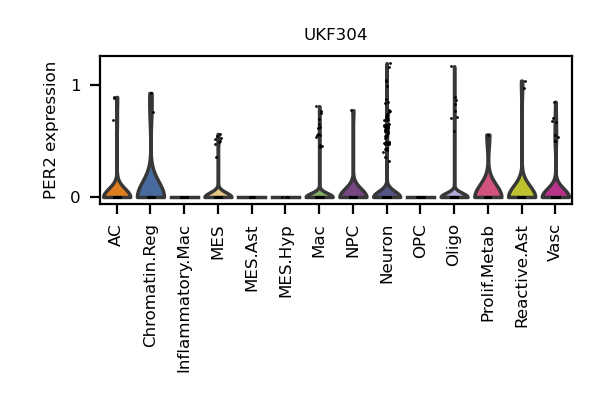 UKF304
PER2 expression
1
0
AC
Chromatin.Reg
Inflammatory.Mac
MES
MES.Ast
MES.Hyp
Mac
NPC
Neuron
OPC
Oligo
Prolif.Metab
Reactive.Ast
Vasc